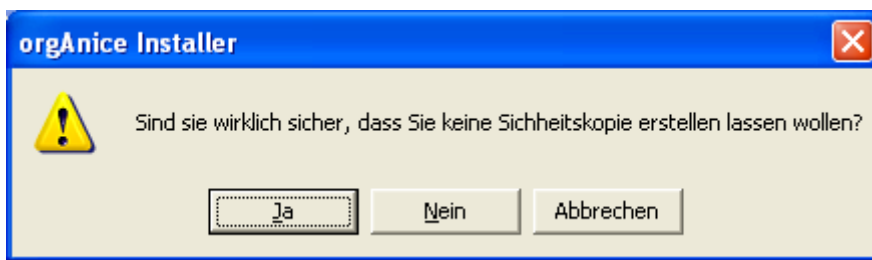 orgAnice Installer
Sind sie wirklich sicher, dass Sie keine Sichheitskopie erstellen lassen wollen?
Ja Nein Abbrechen